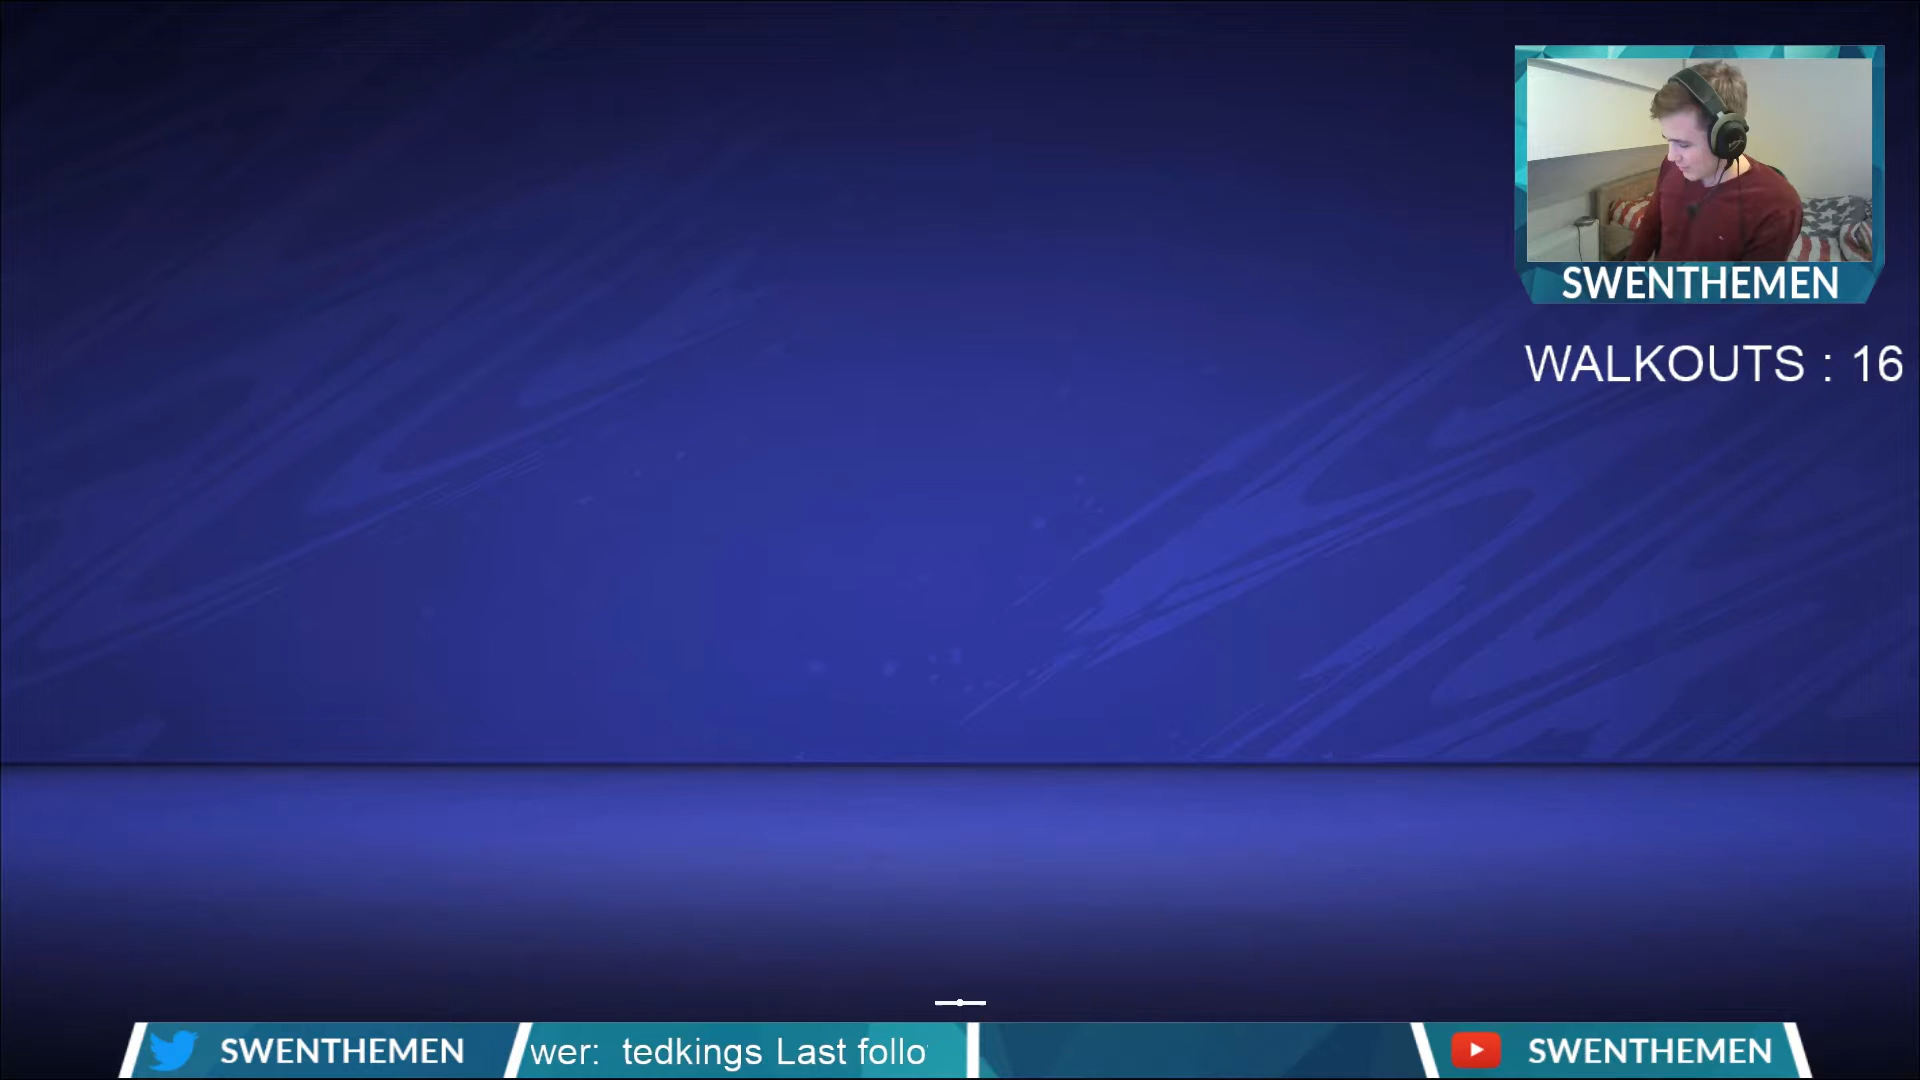 SWENTHEMEN
WALKOUTS : 16
SWENTHEMEN
wer: tedkings Last follo
SWENTHEMEN